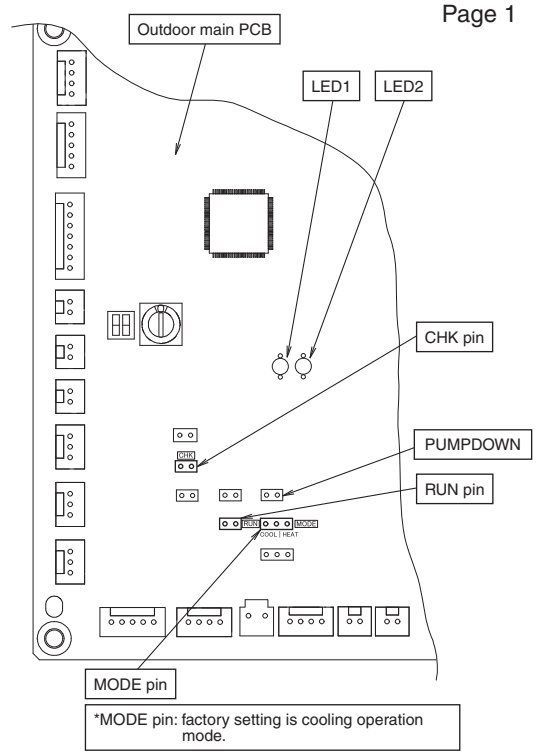 Page 1
Outdoor main PCB
LED1
LED2
CHK pin
CHK
PUMPDOWN
RUN pin
RUN
MODE
COOL | HEAT
MODE pin
*MODE pin: factory setting is cooling operation
mode.